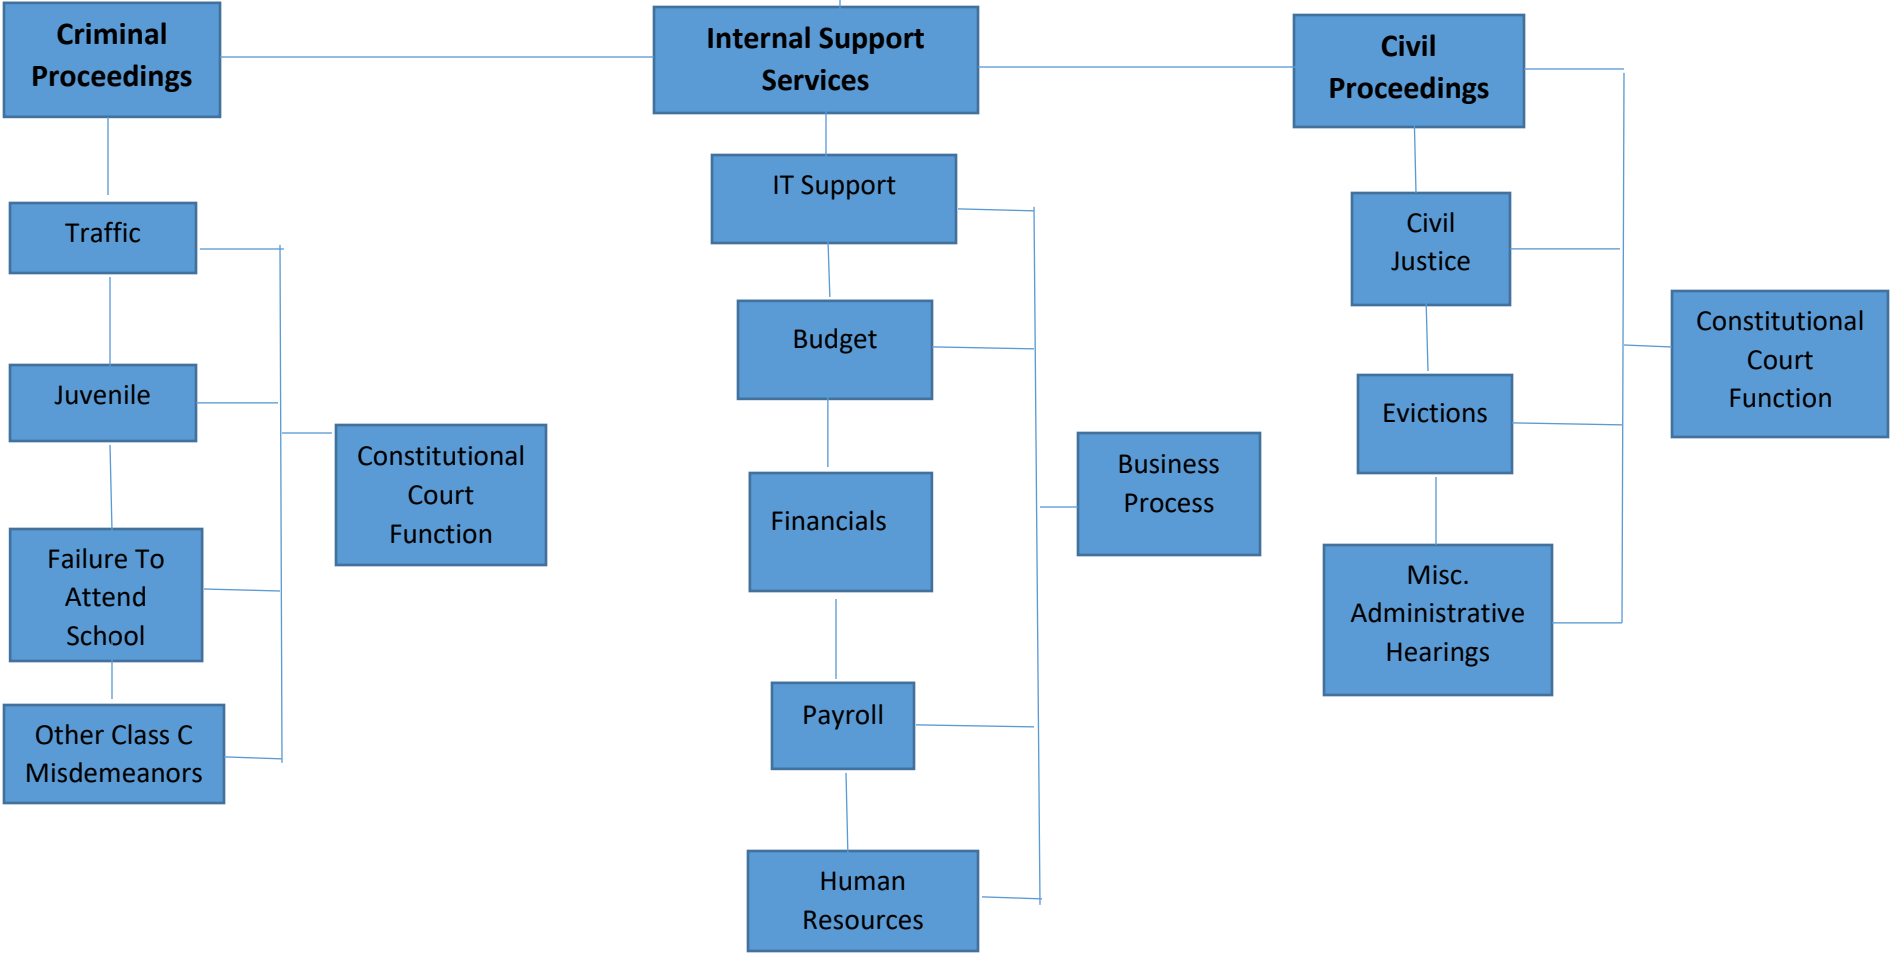 Criminal
Proceedings
Internal Support
Services
Civil
Proceedings
Traffic
Juvenile
Failure To
Attend
School
Other Class C
Misdemeanors
Constitutional
Court
Function
IT Support
Budget
Financials
Payroll
Human
Resources
Business
Process
Civil
Justice
Evictions
Misc.
Administrative
Hearings
Constitutional
Court
Function